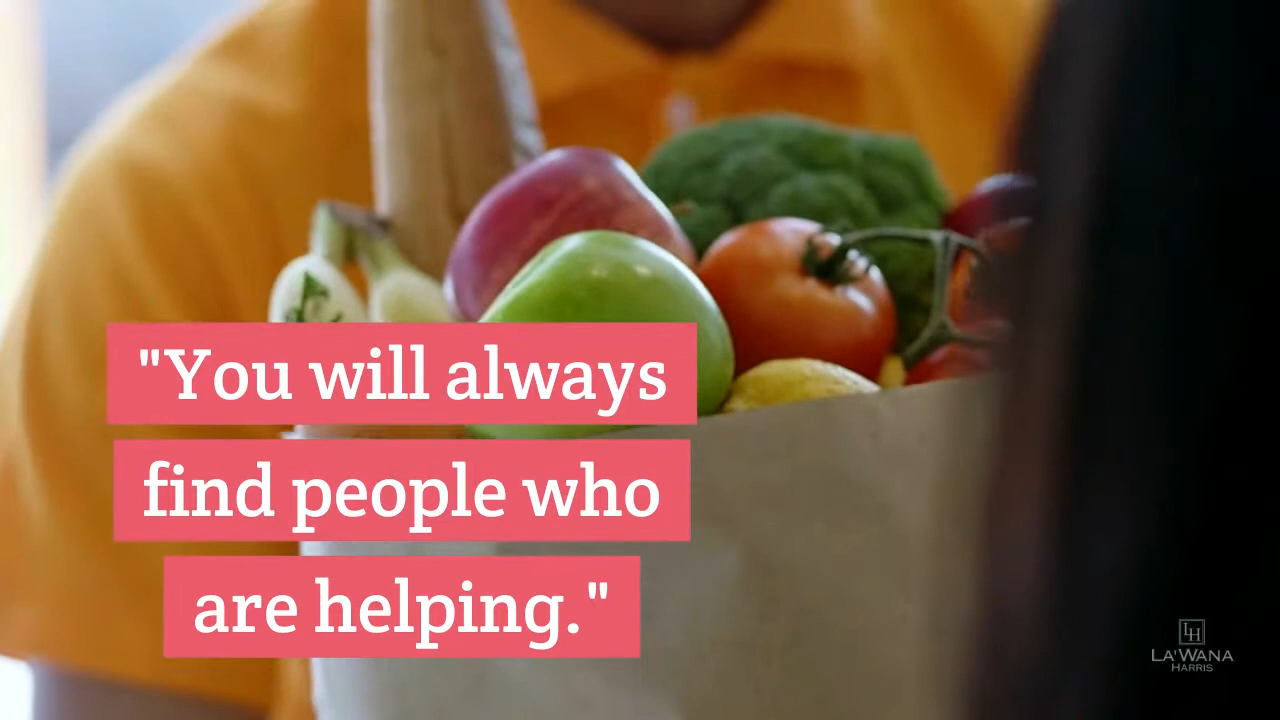 "You will always
find people who
are helping."
LH
LA'WANA
HARRIS